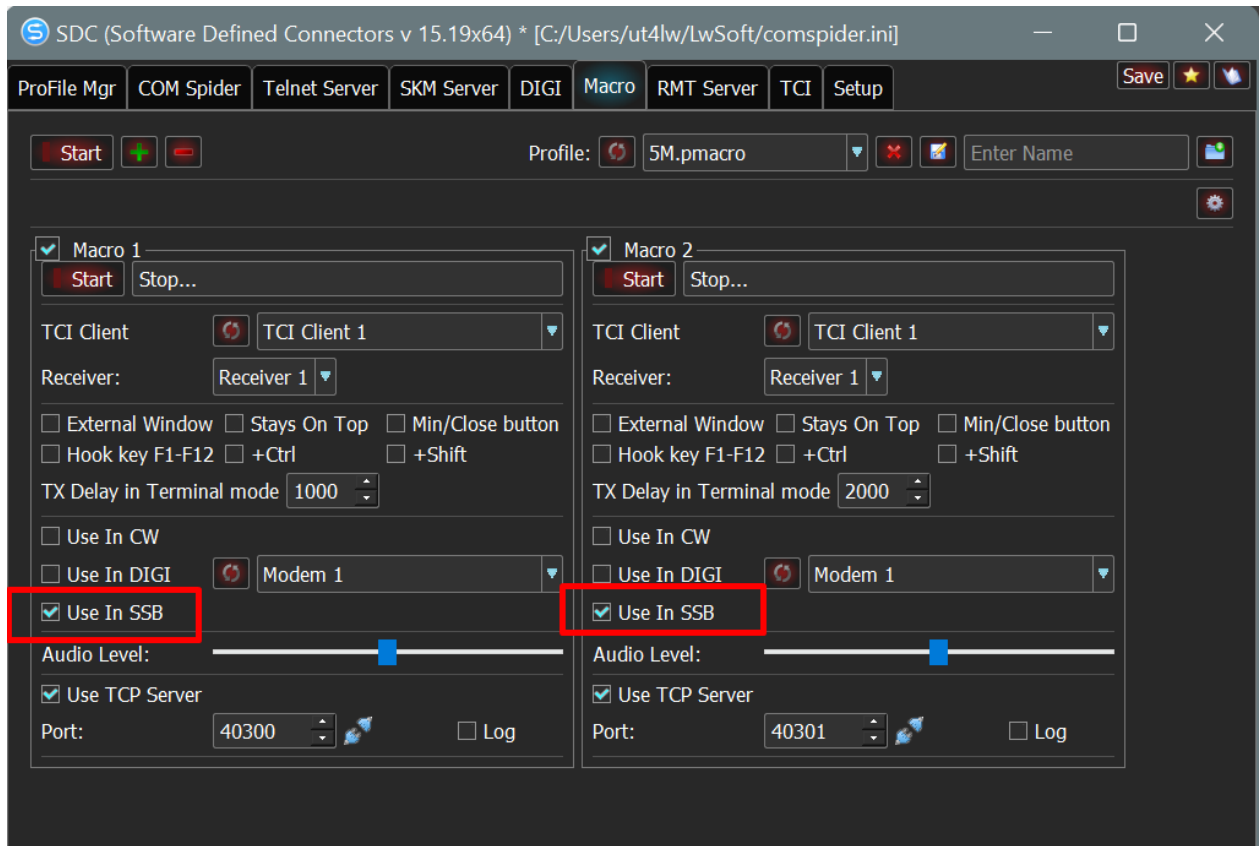 SDC (Software Defined Connectors v 15.19x64) * [C:/Users/ut4lw/LwSoft/comspider.ini]
ProFile Mgr COM Spider Telnet Server SKM Server DIGI Macro RMT Server TCI Setup Save
Start Profile: 5M.pmacro Enter Name
Macro 1
Start Stop...
TCI Client TCI Client 1
Receiver: Receiver 1
External Window Stays On Top Min/Close button
Hook key F1-F12 +Ctrl +Shift
TX Delay in Terminal mode 1000
Use In CW
Use In DIGI Modem 1
Use In SSB
Audio Level:
Use TCP Server
Port: 40300 Log
Macro 2
Start Stop...
TCI Client TCI Client 1
Receiver: Receiver 1
External Window Stays On Top Min/Close button
Hook key F1-F12 +Ctrl +Shift
TX Delay in Terminal mode 2000
Use In CW
Use In DIGI Modem 1
Use In SSB
Audio Level:
Use TCP Server
Port: 40301 Log